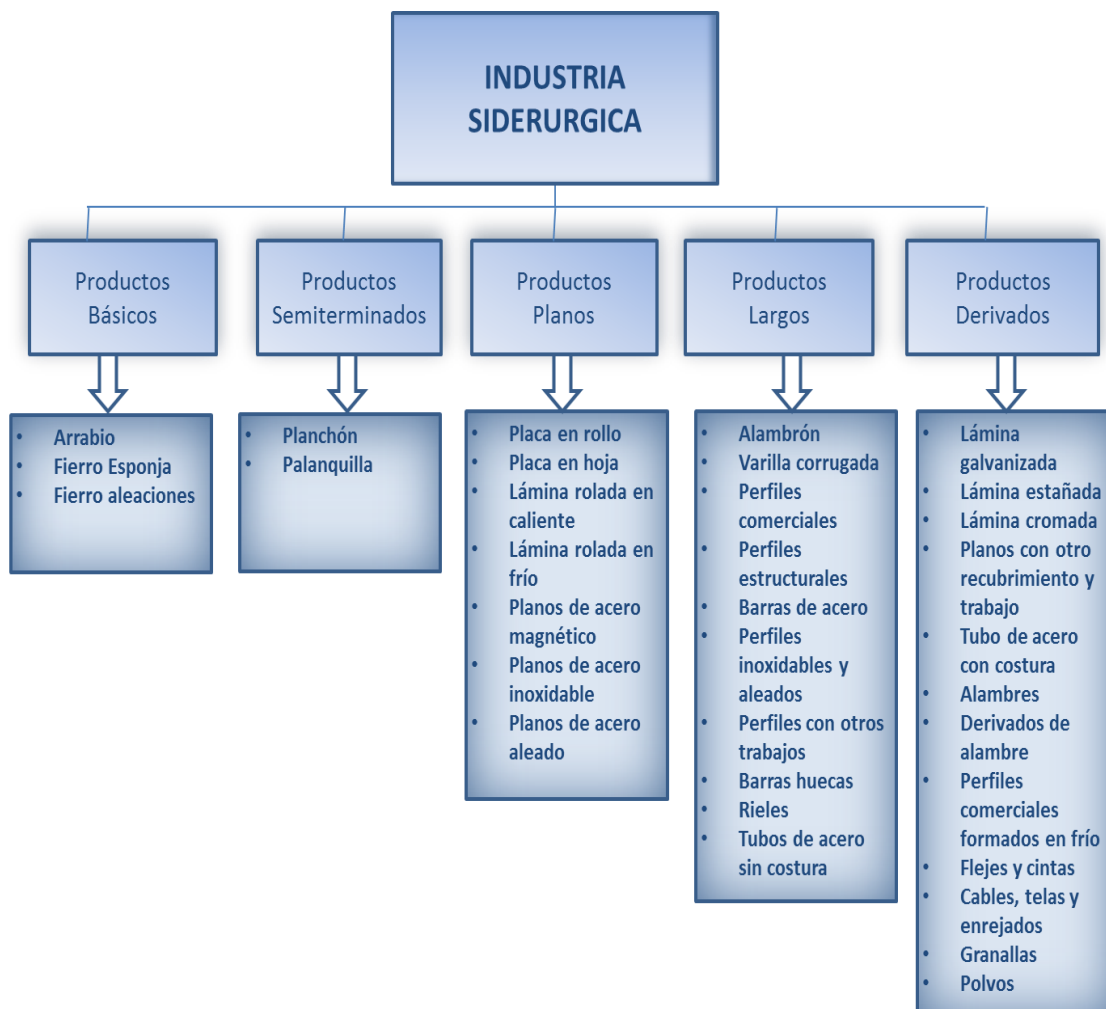 INDUSTRIA
SIDERURGICA
Productos
Básicos
Productos
Semiterminados
Productos
Planos
Productos
Largos
Productos
Derivados
• Arrabio
• Fierro Esponja
• Fierro aleaciones
• Planchón
• Palanquilla
• Placa en rollo
• Placa en hoja
• Lámina rolada en
caliente
• Lámina rolada en
frío
• Planos de acero
magnético
• Planos de acero
inoxidable
• Planos de acero
aleado
• Alambrón
• Varilla corrugada
• Perfiles
comerciales
• Perfiles
estructurales
• Barras de acero
• Perfiles
inoxidables y
aleados
• Perfiles con otros
trabajos
• Barras huecas
• Rieles
• Tubos de acero
sin costura
• Lámina
galvanizada
• Lámina estañada
• Lámina cromada
• Planos con otro
recubrimiento y
trabajo
• Tubo de acero
con costura
• Alambres
• Derivados de
alambre
• Perfiles
comerciales
formados en frío
• Flejes y cintas
• Cables, telas y
enrejados
• Granallas
• Polvos